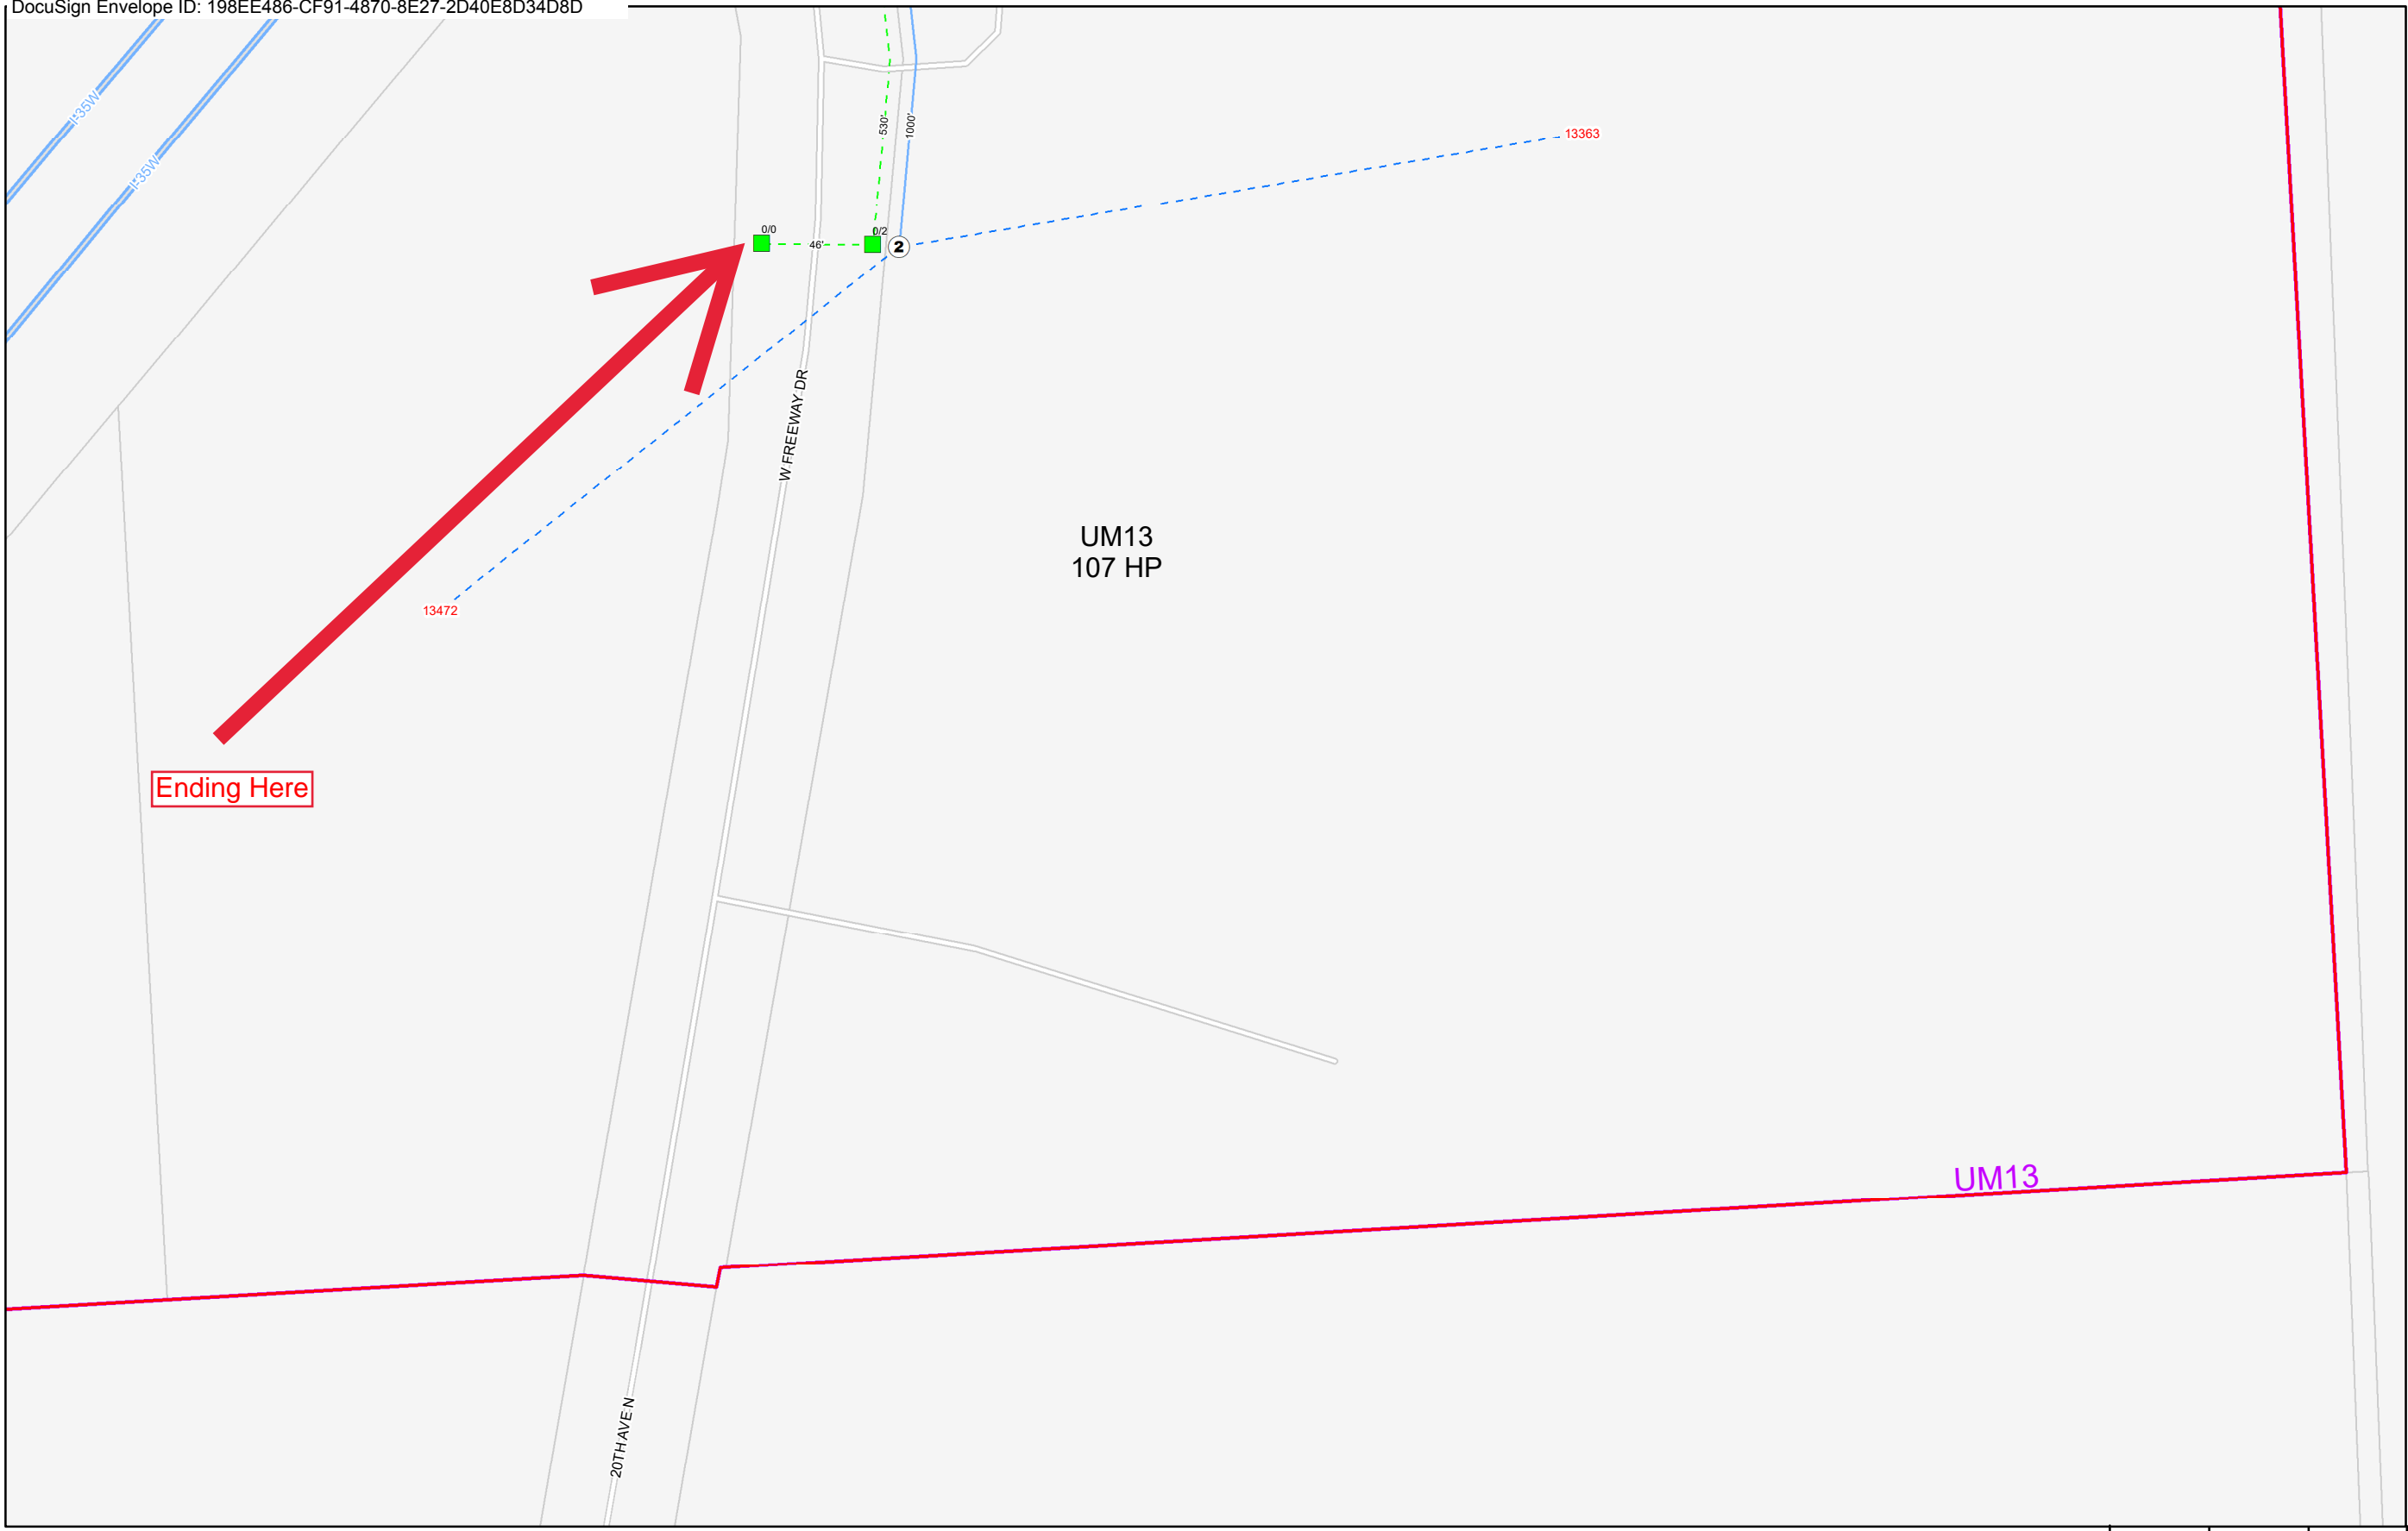 DocuSign Envelope ID: 198EE486-CF91-4870-8E27-2D40E8D34D8D
I-35W
I-35W
530'
1000'
13363
0/0
0/2
46'
2
W FREEWAY DR
UM13
107 HP
13472
Ending Here
UM13
20TH AVE N